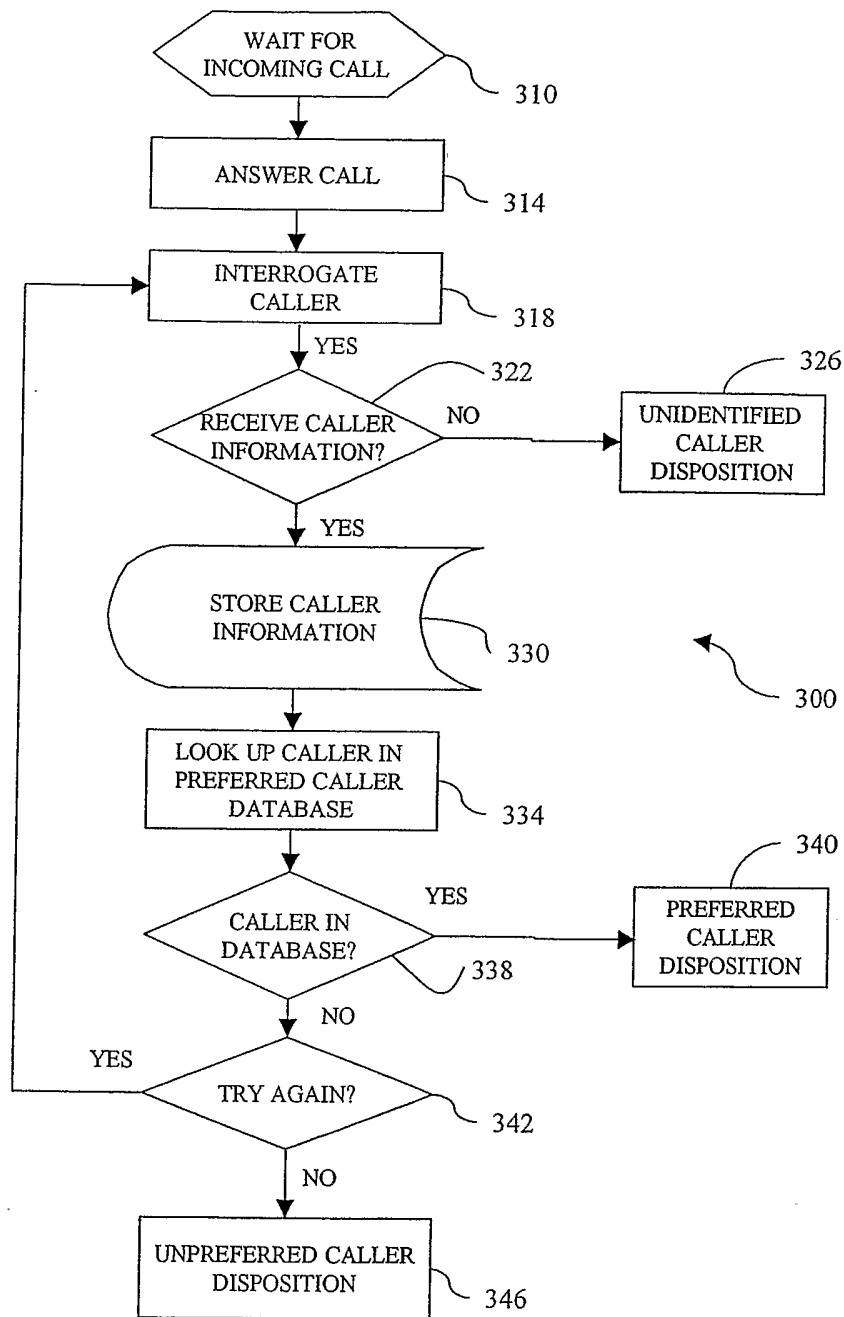 WAIT FOR
INCOMING CALL
310
ANSWER CALL
314
INTERROGATE
CALLER
318
YES
322
RECEIVE CALLER
INFORMATION?
NO
326
UNIDENTIFIED
CALLER
DISPOSITION
YES
STORE CALLER
INFORMATION
330
300
LOOK UP CALLER IN
PREFERRED CALLER
DATABASE
334
CALLER IN
DATABASE?
338
YES
340
PREFERRED
CALLER
DISPOSITION
NO
YES
TRY AGAIN?
342
NO
UNPREFERRED CALLER
DISPOSITION
346